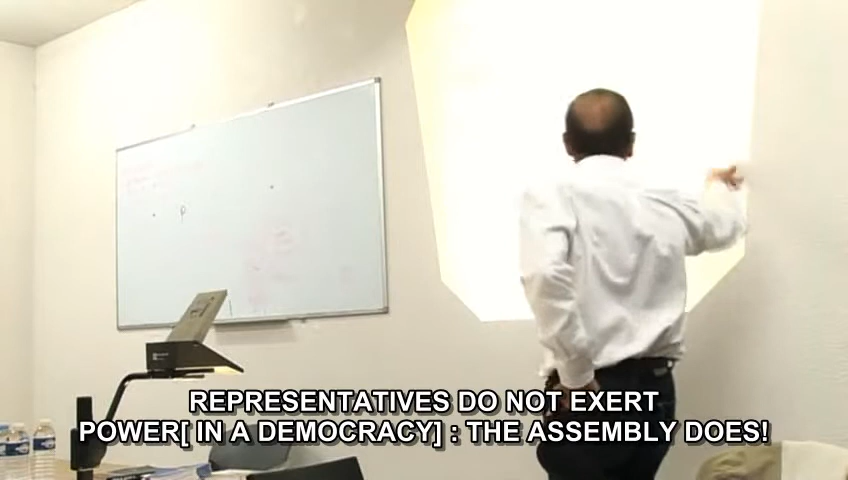 REPRESENTATIVES DO NOT EXERT
POWER[ IN A DEMOCRACY] : THE ASSEMBLY DOES!